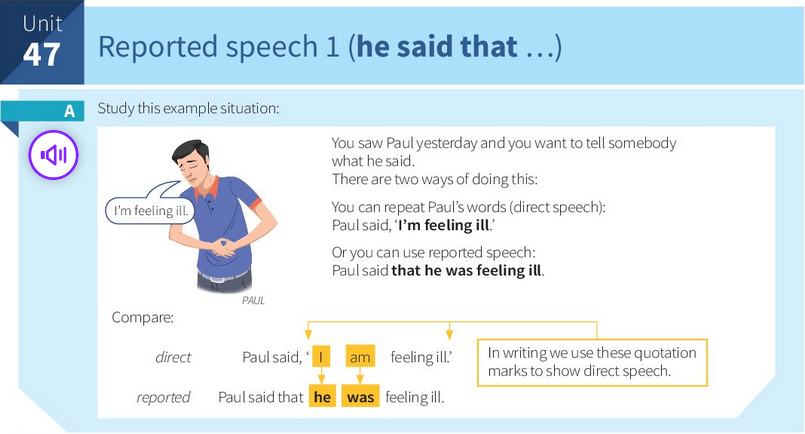 Unit
47
Reported speech 1 (he said that …)
A
Study this example situation:
I’m feeling ill.
PAUL
You saw Paul yesterday and you want to tell somebody
what he said.
There are two ways of doing this:
You can repeat Paul’s words (direct speech):
Paul said, ‘I’m feeling ill.’
Or you can use reported speech:
Paul said that he was feeling ill.
Compare:
direct Paul said, ‘ I am feeling ill.’
In writing we use these quotation
marks to show direct speech.
reported Paul said that he was feeling ill.